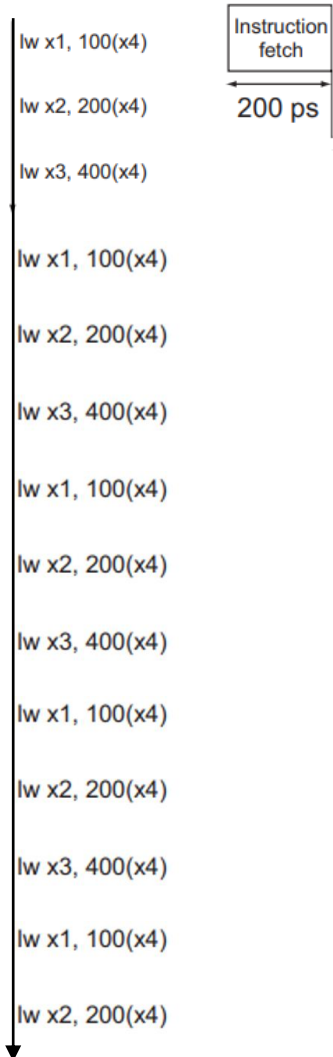 lw x1, 100(x4)
Instruction
fetch
200 ps
lw x2, 200(x4)
lw x3, 400(x4)
lw x1, 100(x4)
lw x2, 200(x4)
lw x3, 400(x4)
lw x1, 100(x4)
lw x2, 200(x4)
lw x3, 400(x4)
lw x1, 100(x4)
lw x2, 200(x4)
lw x3, 400(x4)
lw x1, 100(x4)
lw x2, 200(x4)